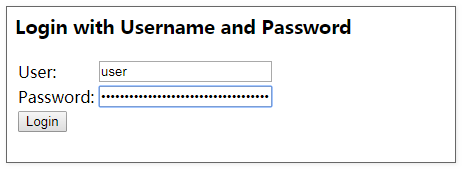 Login with Username and Password
User: user
Password: ••••••••••••••••••••••••••••••••••••
Login